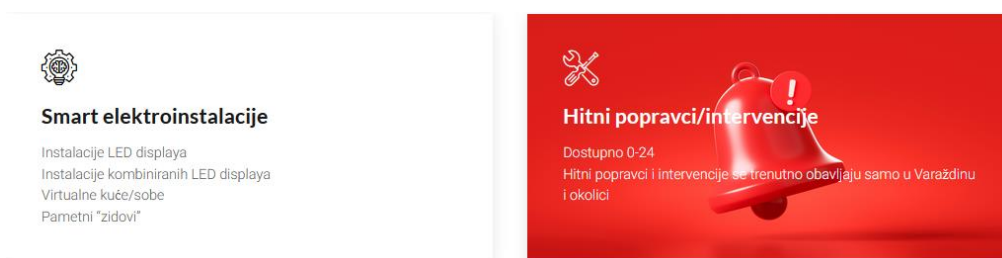 Smart elektroinstalacije
Instalacije LED displaya
Instalacije kombiniranih LED displaya
Virtualne kuće/sobe
Pametni “zidovi”
Hitni popravci/intervencije
Dostupno 0-24
Hitni popravci i intervencije se trenutno obavljaju samo u Varaždinu
i okolici